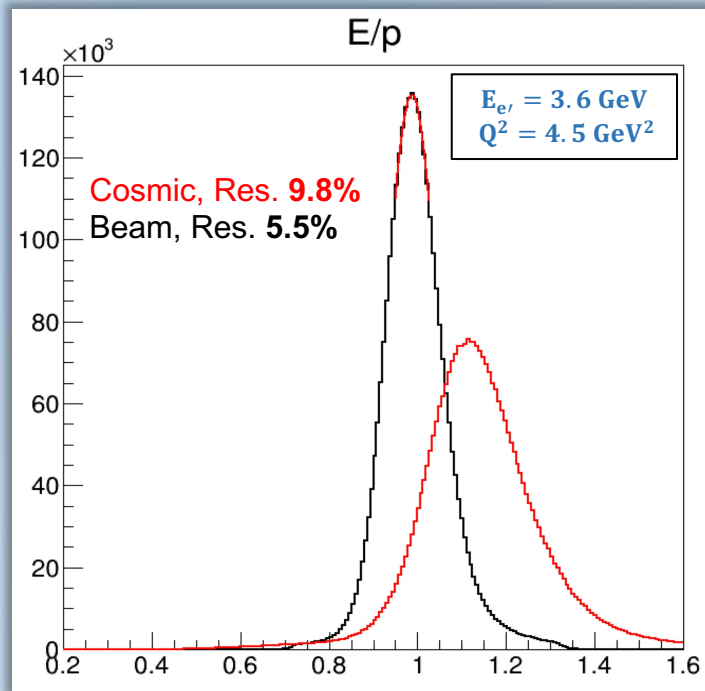 E/p
×10³
140
120
100
80
60
40
20
0
E_e′ = 3.6 GeV
Q² = 4.5 GeV²
Cosmic, Res. 9.8%
Beam, Res. 5.5%
0.2 0.4 0.6 0.8 1 1.2 1.4 1.6